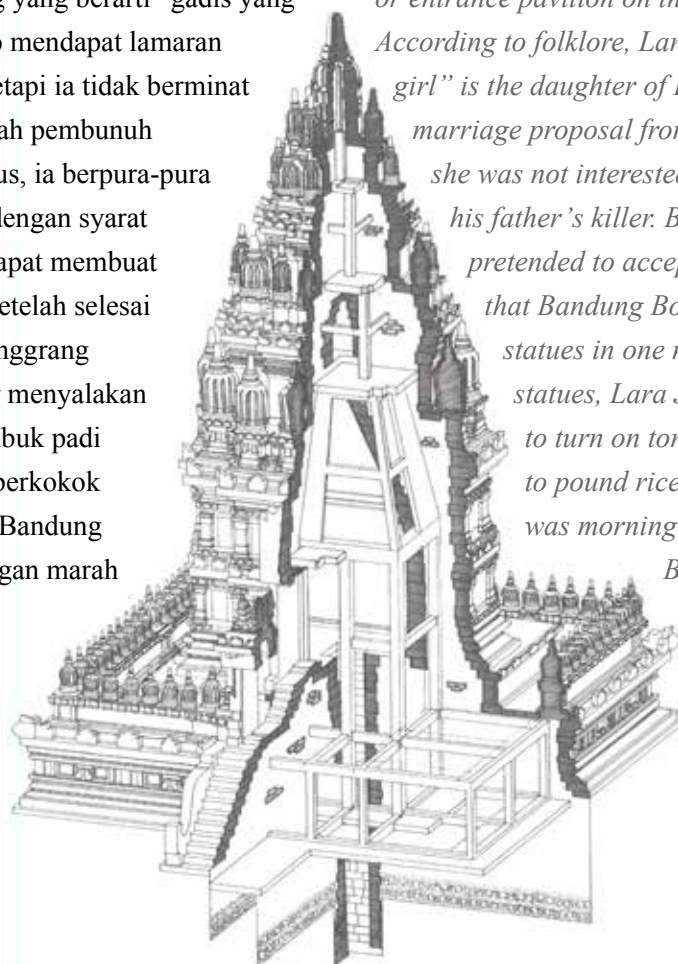 g yang berarti “gadis yang
o mendapat lamaran
etapi ia tidak berminat
ah pembunuh
us, ia berpura-pura
dengan syarat
apat membuat
etelah selesai
nggrang
menyalakan
buk padi
berkokok
Bandung
gan marah
or entrance pavilion on th
According to folklore, Lar
girl” is the daughter of
marriage proposal from
she was not interested
his father’s killer. B
pretended to accep
that Bandung Bo
statues in one
statues, Lara
to turn on tor
to pound rice
was morning
B